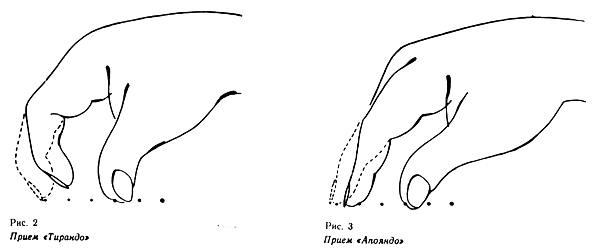 Рис. 2
Прием «Тирандо»
Рис. 3
Прием «Апояндо»